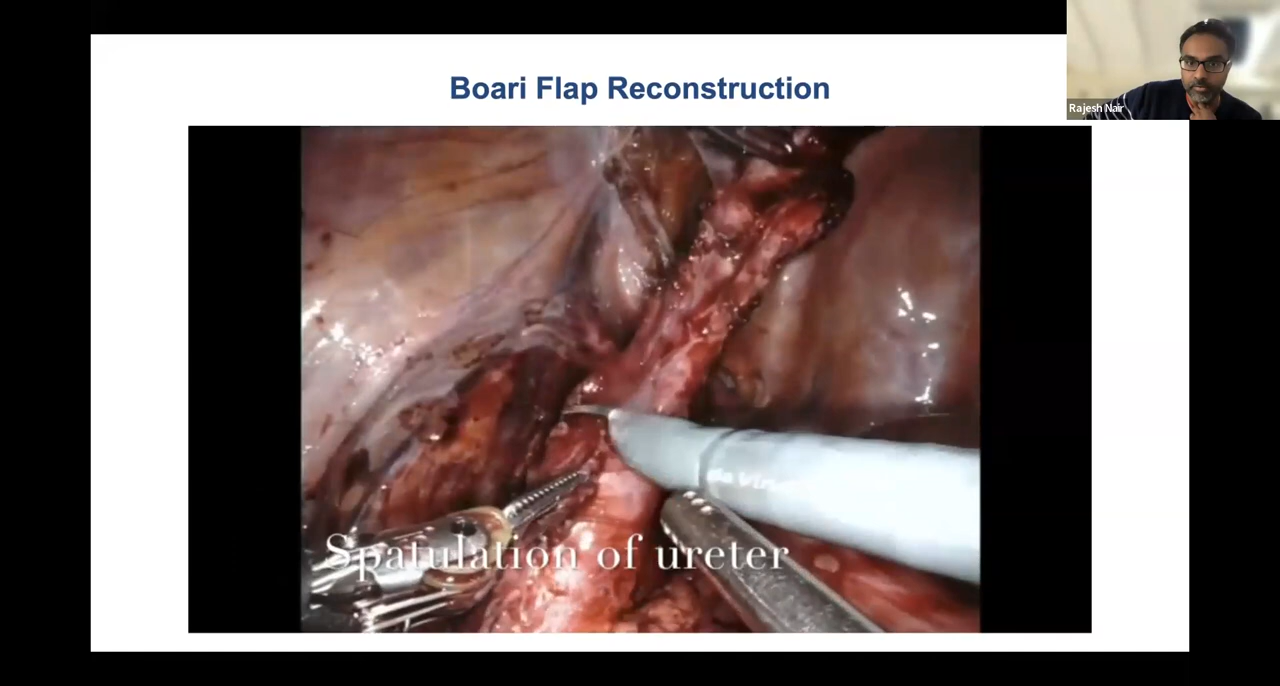 Boari Flap Reconstruction
Rajesh Nair
Spatulation of ureter